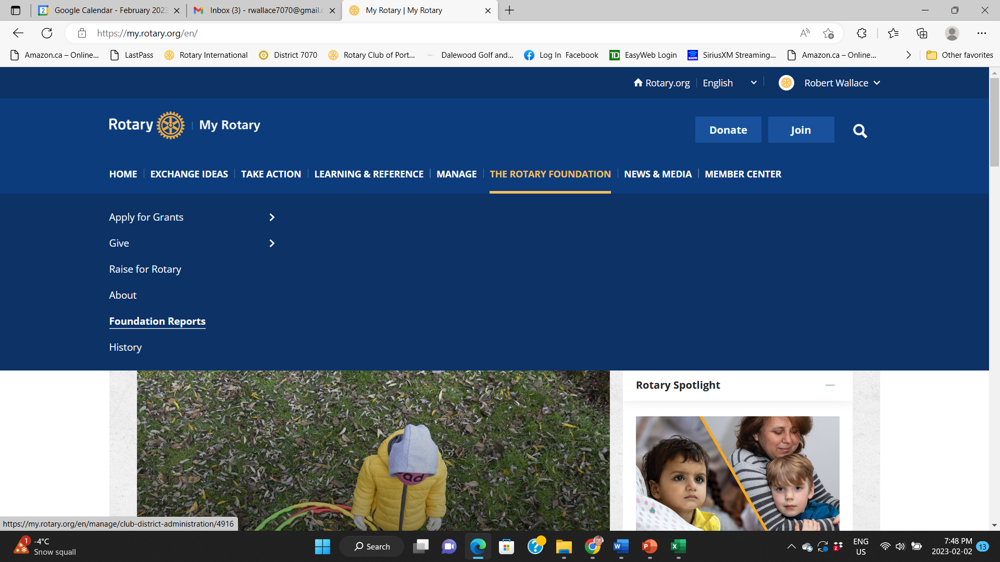 Google Calendar - February 2023
Inbox (3) - rwallace7070@gmail.c
My Rotary | My Rotary
https://my.rotary.org/en/
Amazon.ca – Online...
LastPass
Rotary International
District 7070
Rotary Club of Port...
Dalewood Golf and...
Log In Facebook
TD
EasyWeb Login
SiriusXM Streaming...
Amazon.ca – Online...
Other favorites
Rotary.org
English
Robert Wallace
Rotary | My Rotary
Donate
Join
HOME
EXCHANGE IDEAS
TAKE ACTION
LEARNING & REFERENCE
MANAGE
THE ROTARY FOUNDATION
NEWS & MEDIA
MEMBER CENTER
Apply for Grants
Give
Raise for Rotary
About
Foundation Reports
History
Rotary Spotlight
https://my.rotary.org/en/manage/club-district-administration/4916
1
-4°C
Snow squall
Search
2
ENG
US
7:48 PM
2023-02-02
13